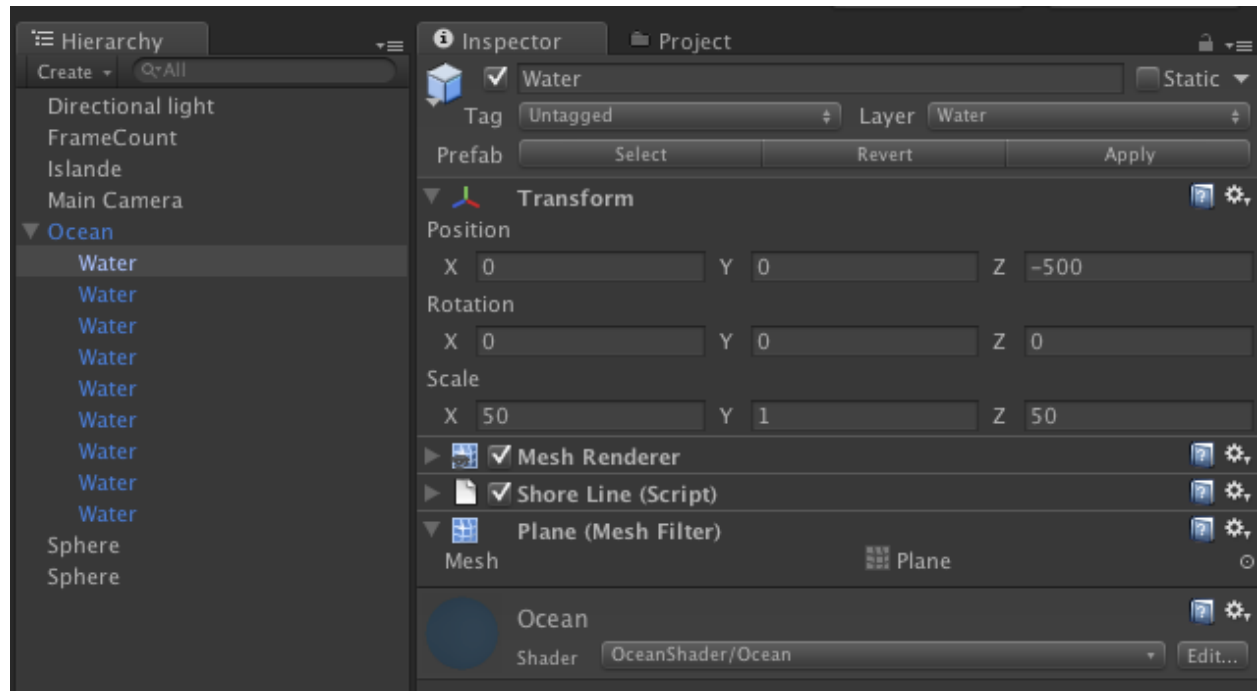 Hierarchy
Create All
Directional light
FrameCount
Islande
Main Camera
Ocean
Water
Water
Water
Water
Water
Water
Water
Water
Water
Sphere
Sphere
Inspector Project
Water Static
Tag Untagged Layer Water
Prefab Select Revert Apply
Transform
Position
X 0 Y 0 Z -500
Rotation
X 0 Y 0 Z 0
Scale
X 50 Y 1 Z 50
Mesh Renderer
Shore Line (Script)
Plane (Mesh Filter)
Mesh Plane
Ocean
Shader OceanShader/Ocean Edit...